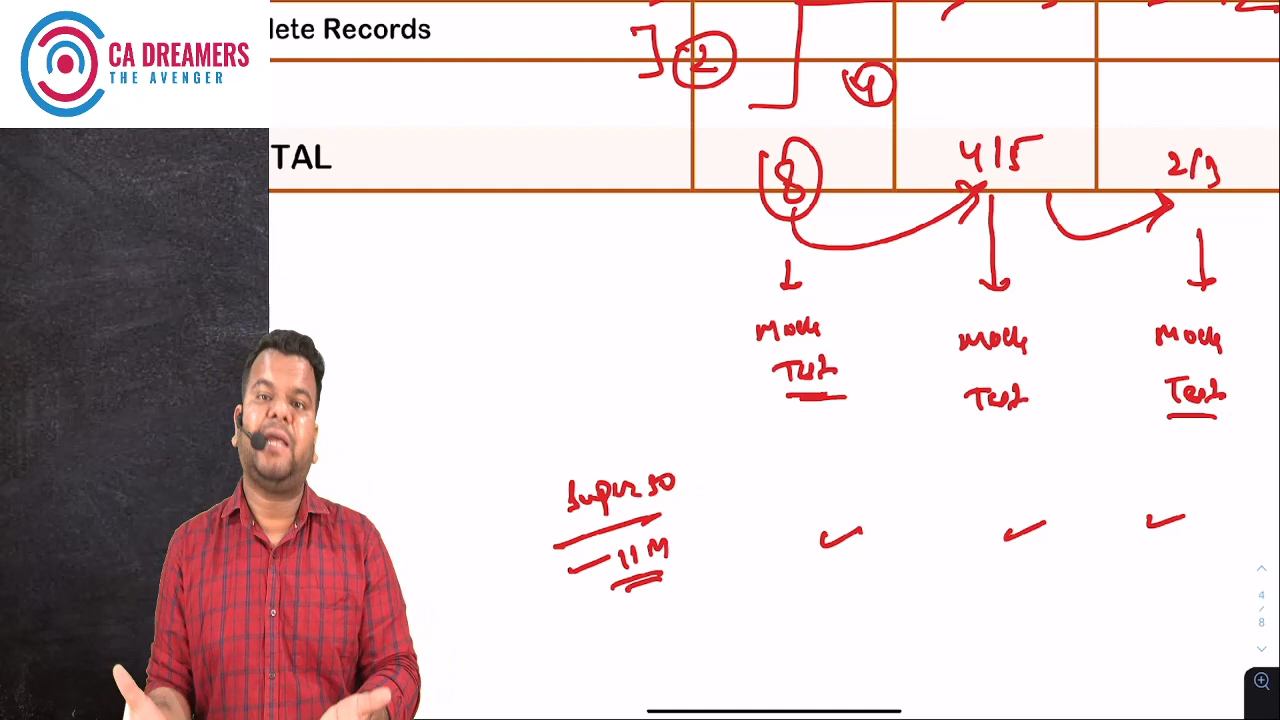 CA DREAMERS
THE AVENGER
lete Records
2
4
TAL
8
4/5
2/3
Mock
Test
Mock
Test
Mock
Test
Super 50
11 M
4
/
8